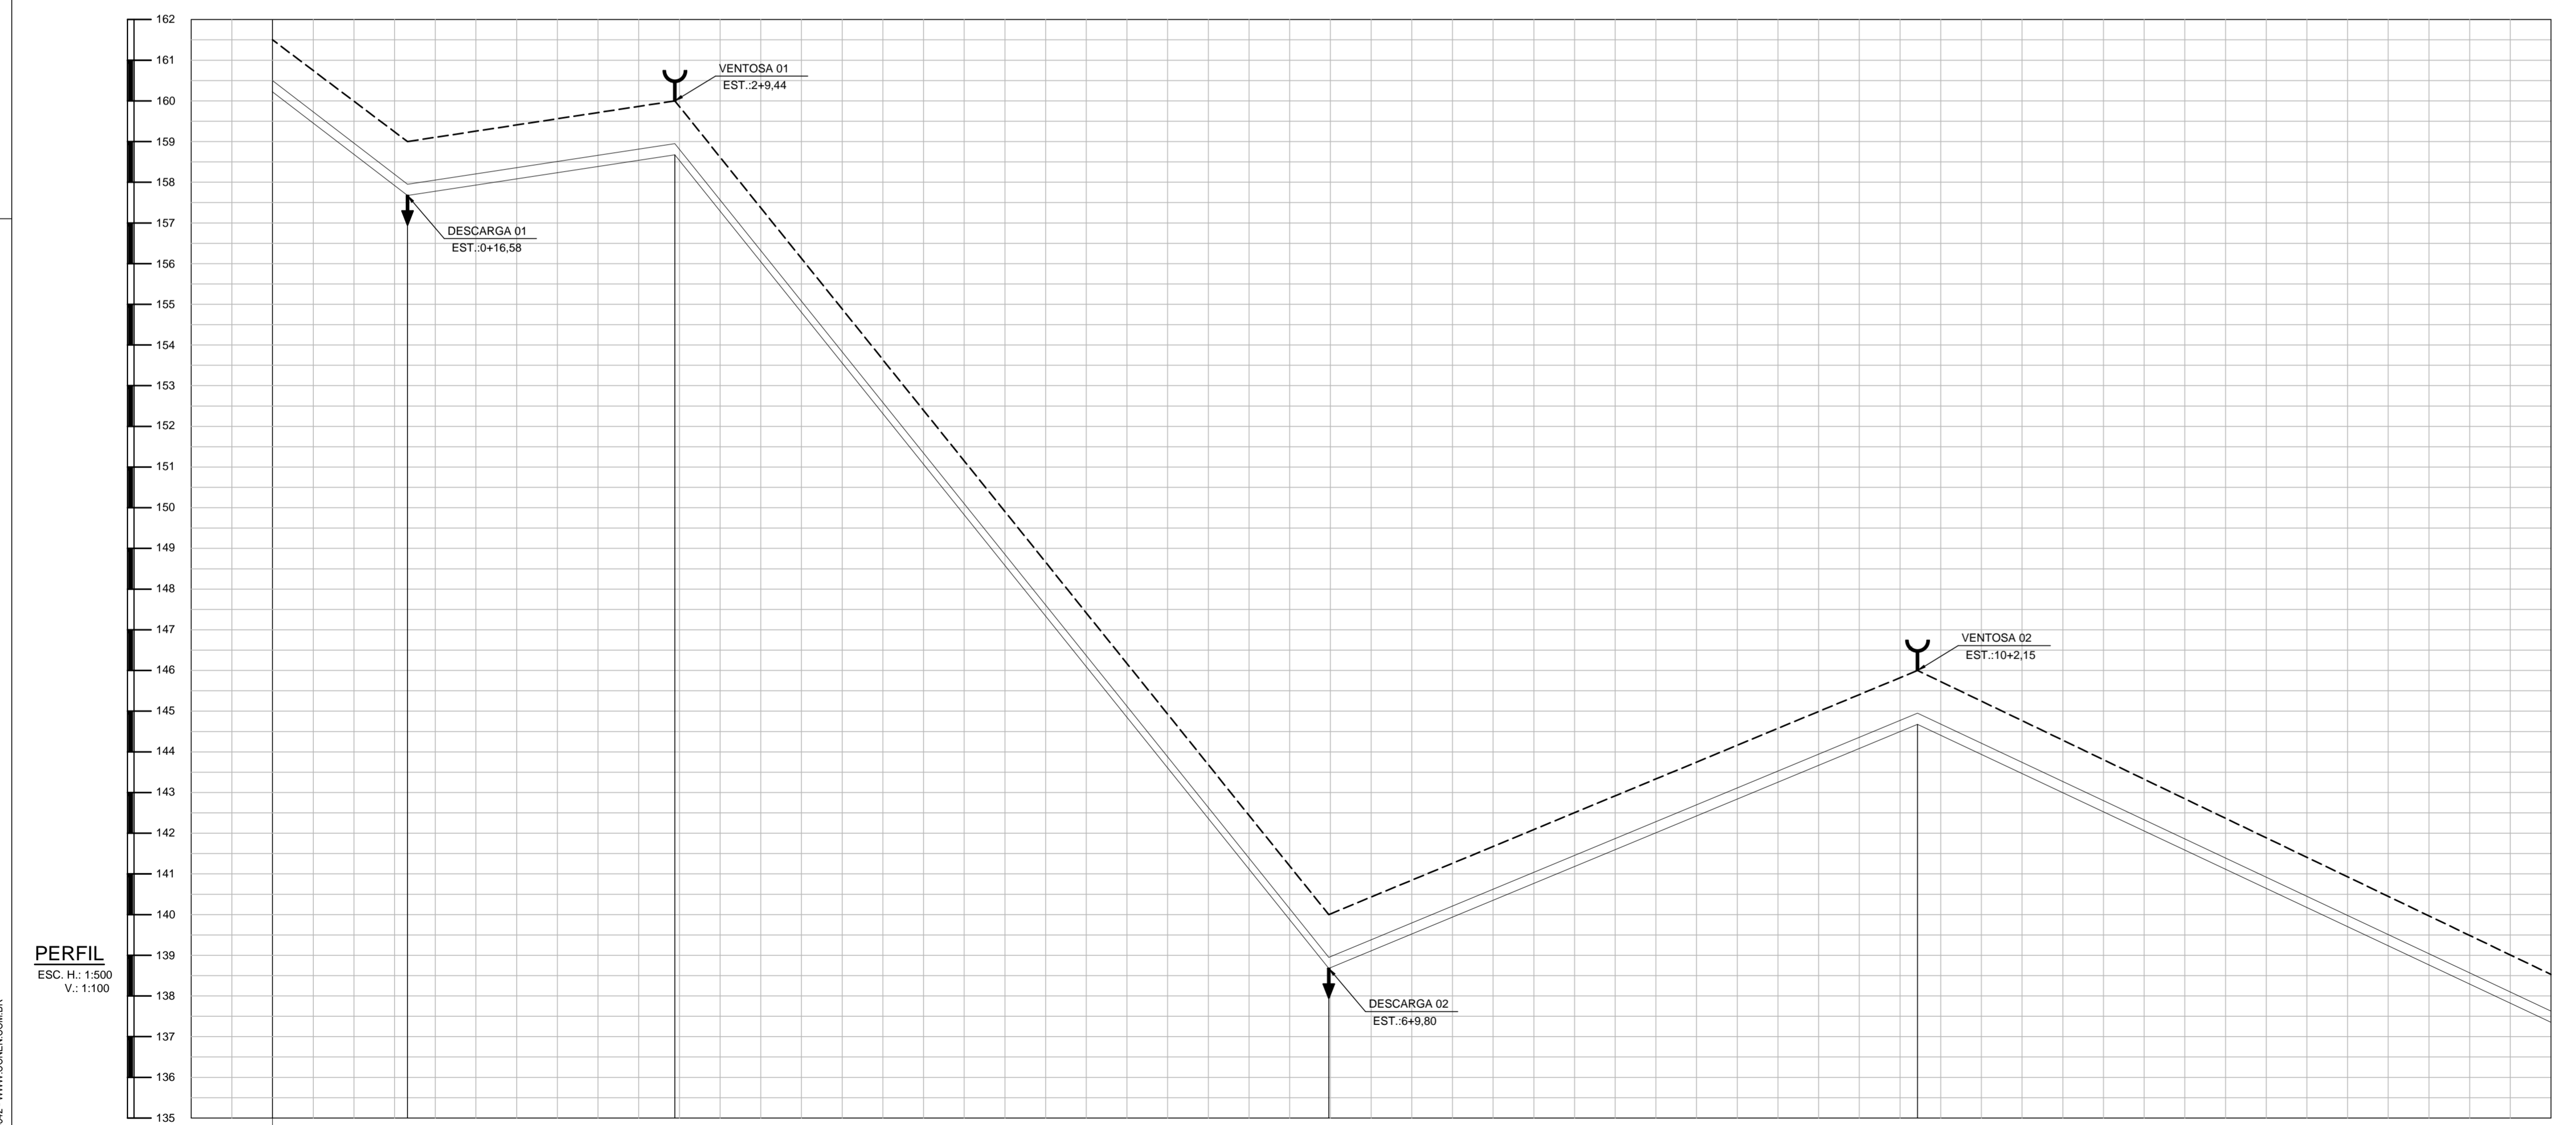 162
161
160
159
158
157
156
155
154
153
152
151
150
149
148
147
146
145
144
143
142
141
140
139
138
137
136
135
VENTOSA 01
EST.:2+9,44
DESCARGA 01
EST.:0+16,58
VENTOSA 02
EST.:10+2,15
DESCARGA 02
EST.:6+9,80
PERFIL
ESC. H.: 1:500
V.: 1:100